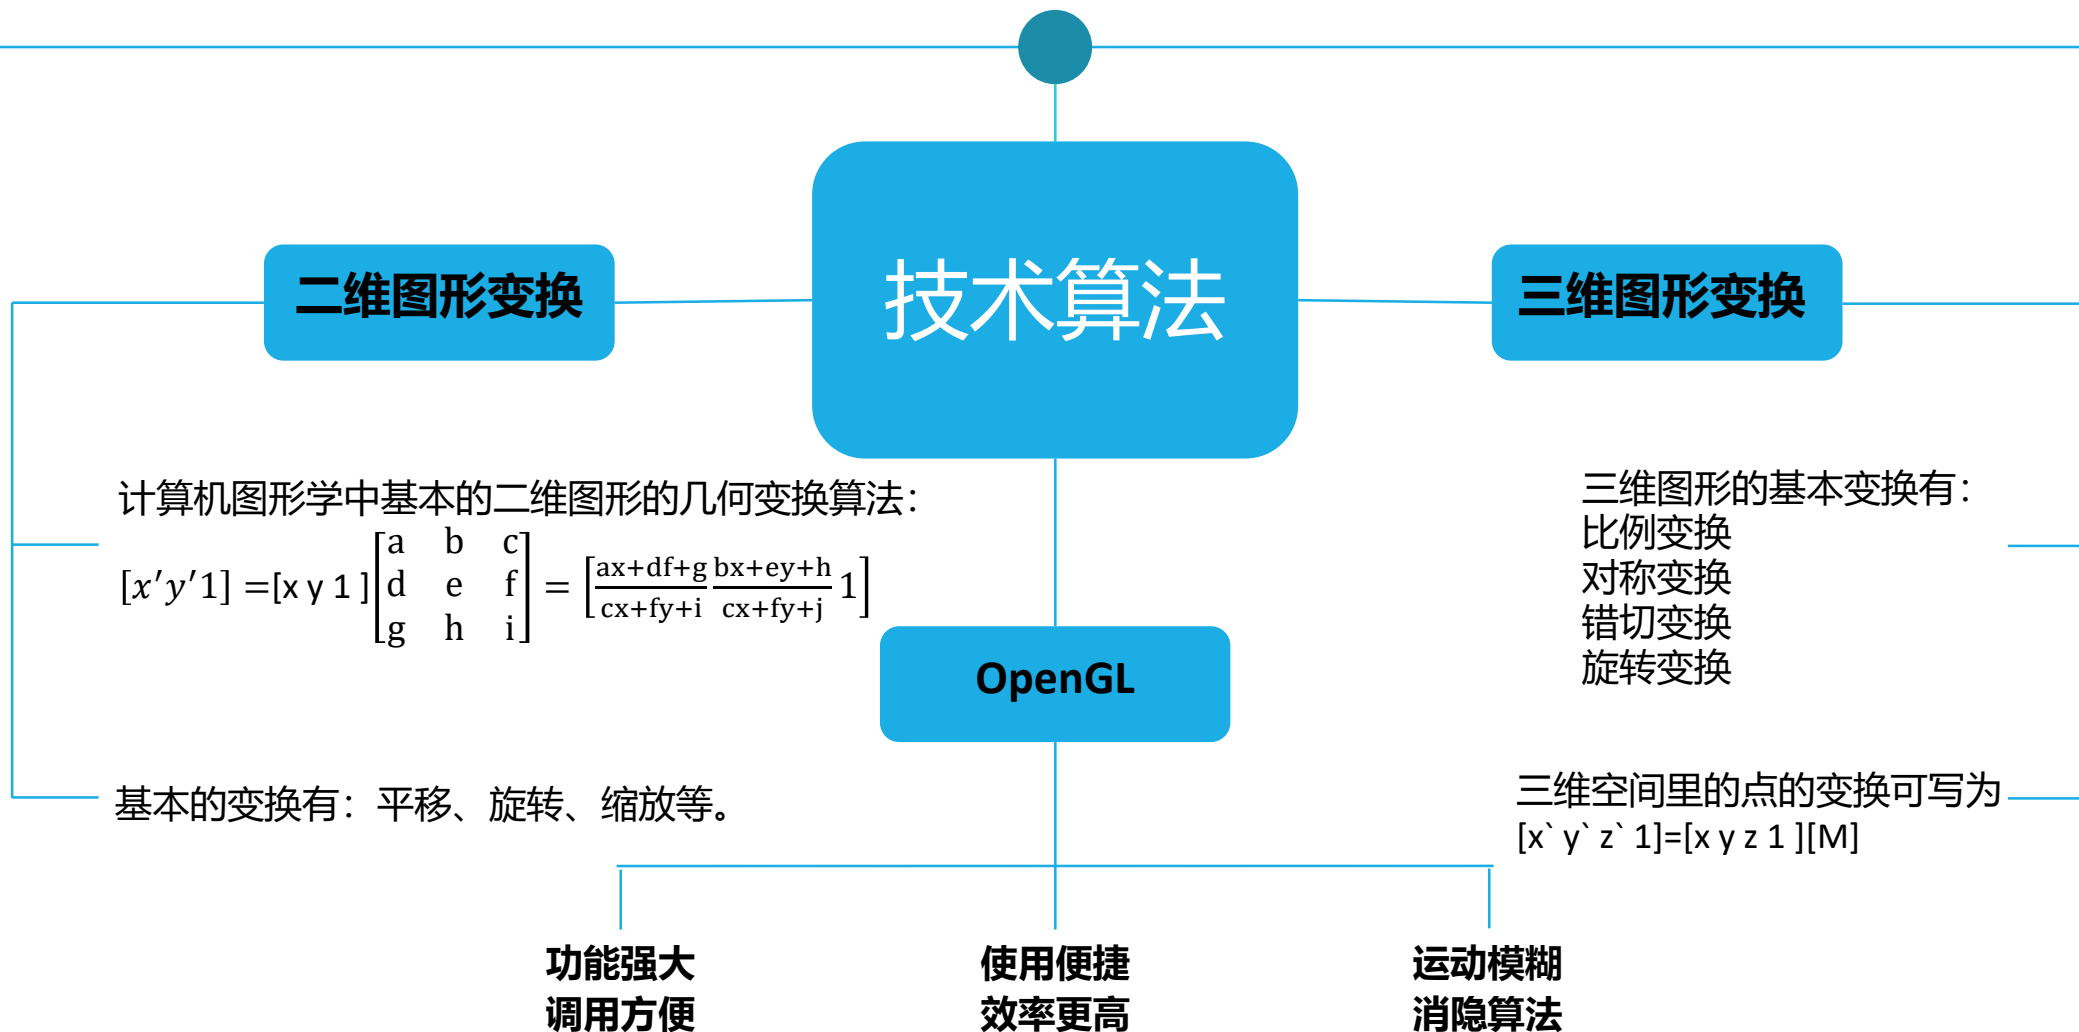 技术算法
二维图形变换
三维图形变换
计算机图形学中基本的二维图形的几何变换算法：
[x′y′1] =[x y 1 ][a b c; d e f; g h i] = [(ax+df+g)/(cx+fy+i) (bx+ey+h)/(cx+fy+j) 1]
基本的变换有：平移、旋转、缩放等。
三维图形的基本变换有：
比例变换
对称变换
错切变换
旋转变换
三维空间里的点的变换可写为
[x` y` z` 1]=[x y z 1 ][M]
OpenGL
功能强大
调用方便
使用便捷
效率更高
运动模糊
消隐算法